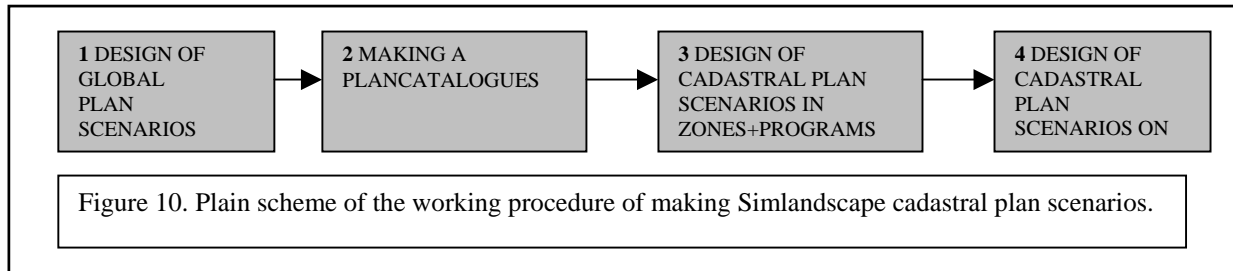 1 DESIGN OF
GLOBAL
PLAN
SCENARIOS
2 MAKING A
PLANCATALOGUES
3 DESIGN OF
CADASTRAL PLAN
SCENARIOS IN
ZONES+PROGRAMS
4 DESIGN OF
CADASTRAL
PLAN
SCENARIOS ON
Figure 10. Plain scheme of the working procedure of making Simlandscape cadastral plan scenarios.